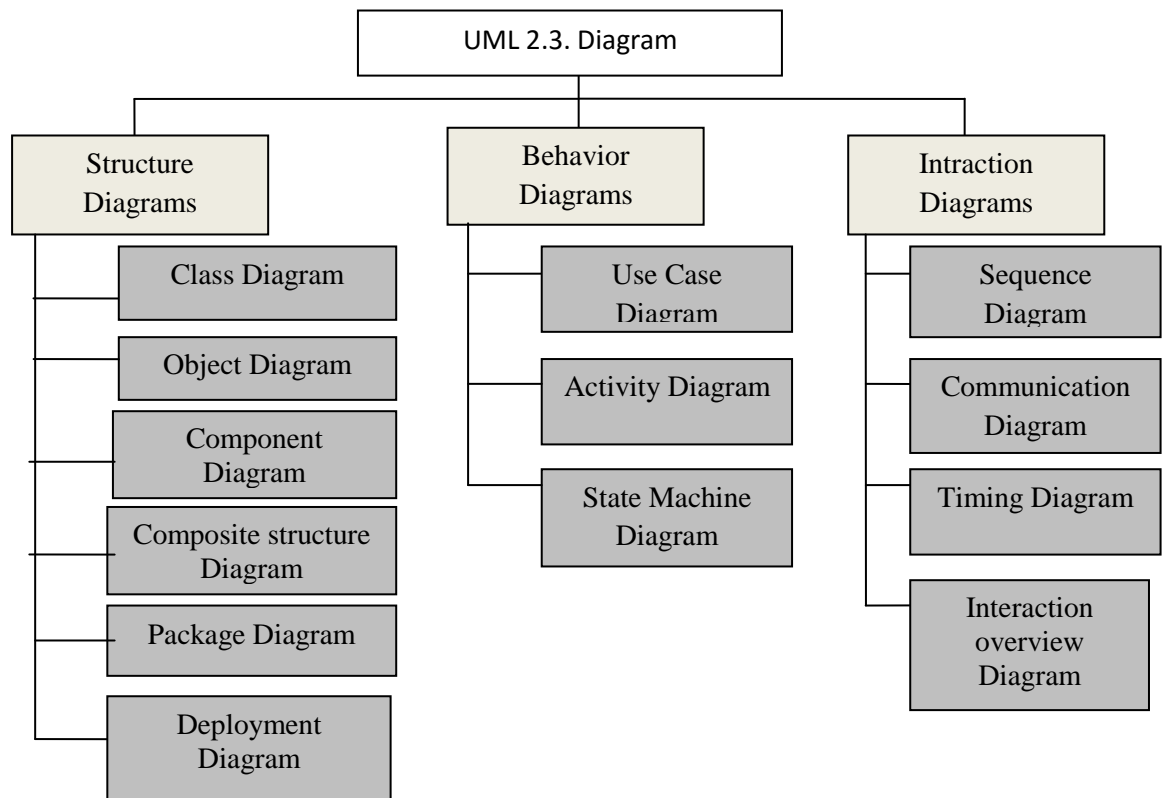 UML 2.3. Diagram
Structure
Diagrams
Class Diagram
Object Diagram
Component
Diagram
Composite structure
Diagram
Package Diagram
Deployment
Diagram
Behavior
Diagrams
Use Case
Diagram
Activity Diagram
State Machine
Diagram
Intraction
Diagrams
Sequence
Diagram
Communication
Diagram
Timing Diagram
Interaction
overview
Diagram